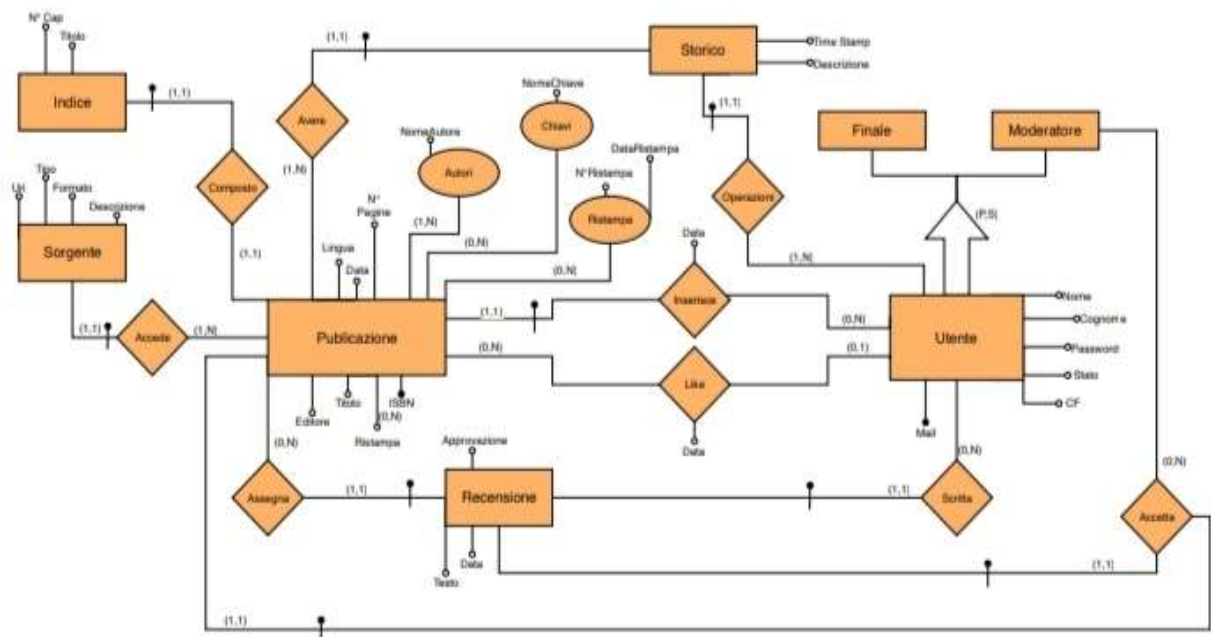 N° Cap
Titolo
Indice
(1,1)
(1,1)
Storico
Time Stamp
Descrizione
Avere
(1,N)
NomeChiave
Chiavi
NomeAutore
Autori
DataRistampa
N°Ristampa
Ristampa
(1,1)
Operazioni
(1,N)
Finale
Moderatore
(P,S)
Composto
(1,1)
Uri
Tipo
Formato
Descrizione
Sorgente
(1,1)
Accede
(1,N)
N°
Pagine
Lingua
Data
(1,N)
(0,N)
(0,N)
Publicazione
(1,1)
Data
Inserisce
(0,N)
(0,N)
Like
(0,1)
Data
Utente
Nome
Cognome
Password
Stato
CF
Mail
Editore
Titolo
(0,N)
Ristampa
ISBN
(0,N)
Assegna
(1,1)
Approvazione
Recensione
Testo
Data
(1,1)
Scritta
(0,N)
(0,N)
Accetta
(1,1)
(1,1)